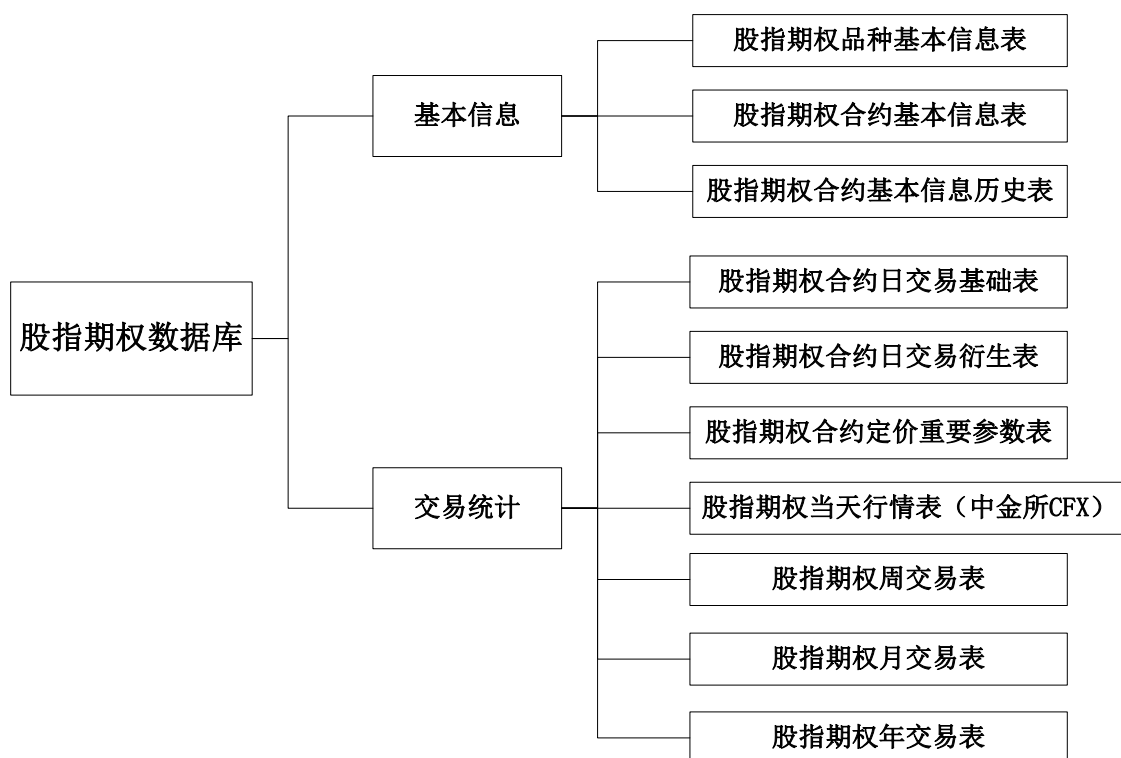 股指期权数据库
基本信息
股指期权品种基本信息表
股指期权合约基本信息表
股指期权合约基本信息历史表
交易统计
股指期权合约日交易基础表
股指期权合约日交易衍生表
股指期权合约定价重要参数表
股指期权当天行情表（中金所CFX）
股指期权周交易表
股指期权月交易表
股指期权年交易表